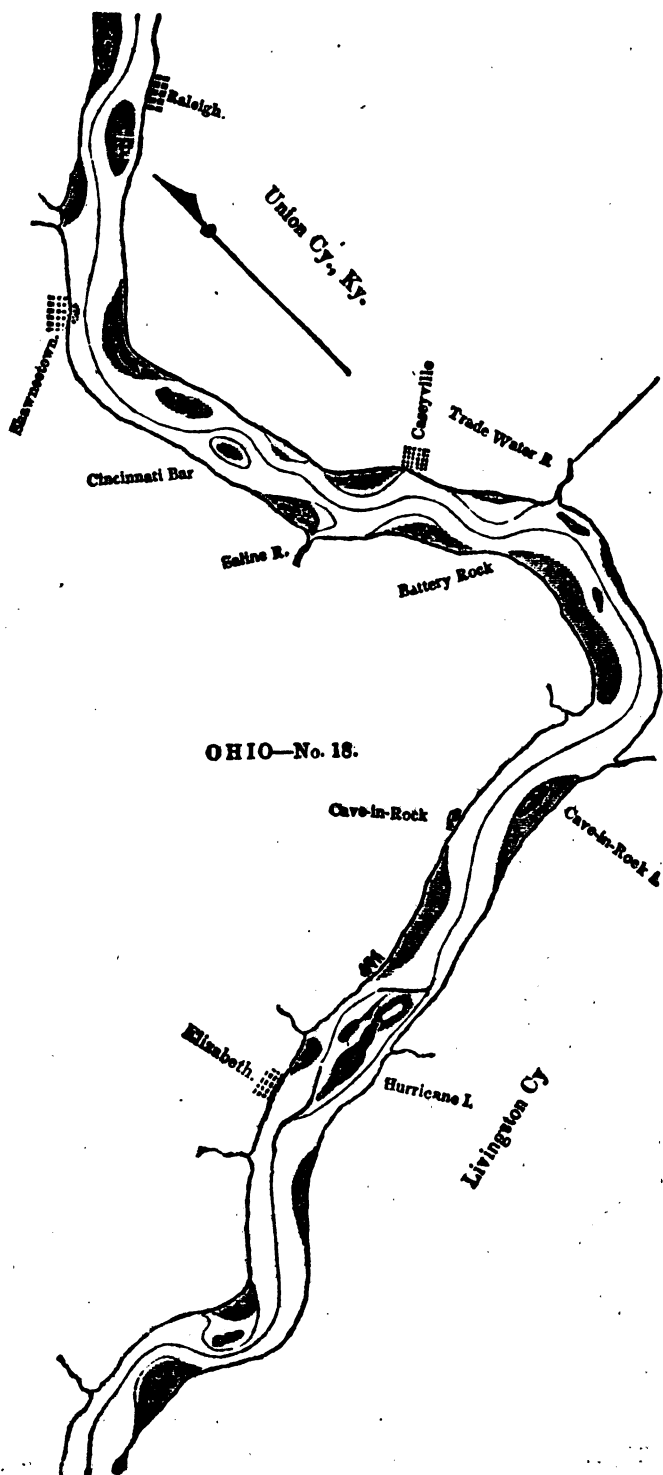 Raleigh.
Union Cy., Ky.
Shawneetown.
Caseyville
Trade Water R
Cincinnati Bar
Saline R.
Battery Rock
OHIO—No. 18.
Cave-in-Rock
Cave-in-Rock I.
Elizabeth.
Hurricane I.
Livingston Cy